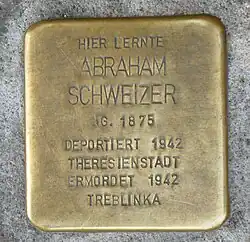 HIER LERNTE
ABRAHAM
SCHWEIZER
JG. 1875
DEPORTIERT 1942
THERESIENSTADT
ERMORDET 1942
TREBLINKA